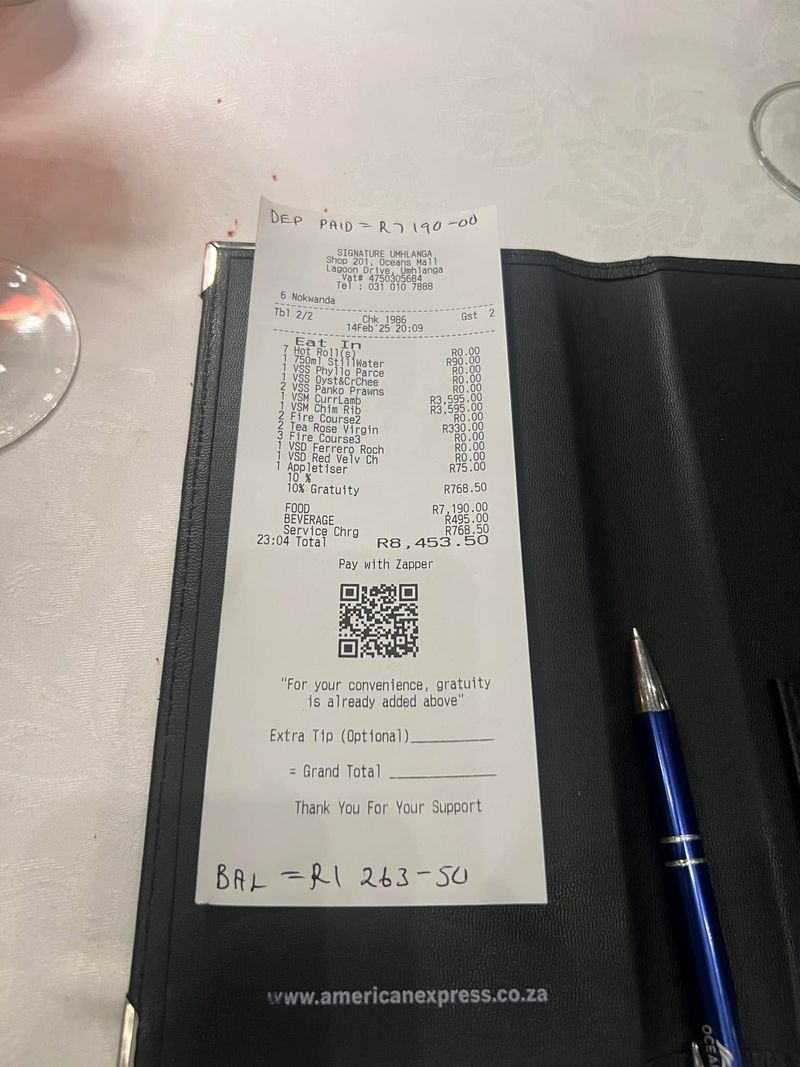 DEP PAID = R7 190-00
SIGNATURE UMHLANGA
Shop 201, Oceans Mall
Lagoon Drive, Umhlanga
Vat# 4750305684
Tel : 031 010 7888
6 Nokwanda
Tbl 2/2 Chk 1986 Gst 2
14Feb'25 20:09
Eat In
7 Hot Roll(s) R0.00
1 750ml StillWater R90.00
1 VSS Phyllo Parce R0.00
1 VSS Oyst&CrChee R0.00
2 VSS Panko Prawns R0.00
1 VSM CurrLamb R3,595.00
1 VSM Chim Rib R3,595.00
2 Fire Course2 R0.00
2 Tea Rose Virgin R330.00
3 Fire Course3 R0.00
1 VSD Ferrero Roch R0.00
1 VSD Red Velv Ch R0.00
1 Appletiser R75.00
10 %
10% Gratuity R768.50
FOOD R7,190.00
BEVERAGE R495.00
Service Chrg R768.50
23:04 Total R8,453.50
Pay with Zapper
"For your convenience, gratuity
is already added above"
Extra Tip (Optional)
= Grand Total
Thank You For Your Support
BAL = R1 263-50
www.americanexpress.co.za